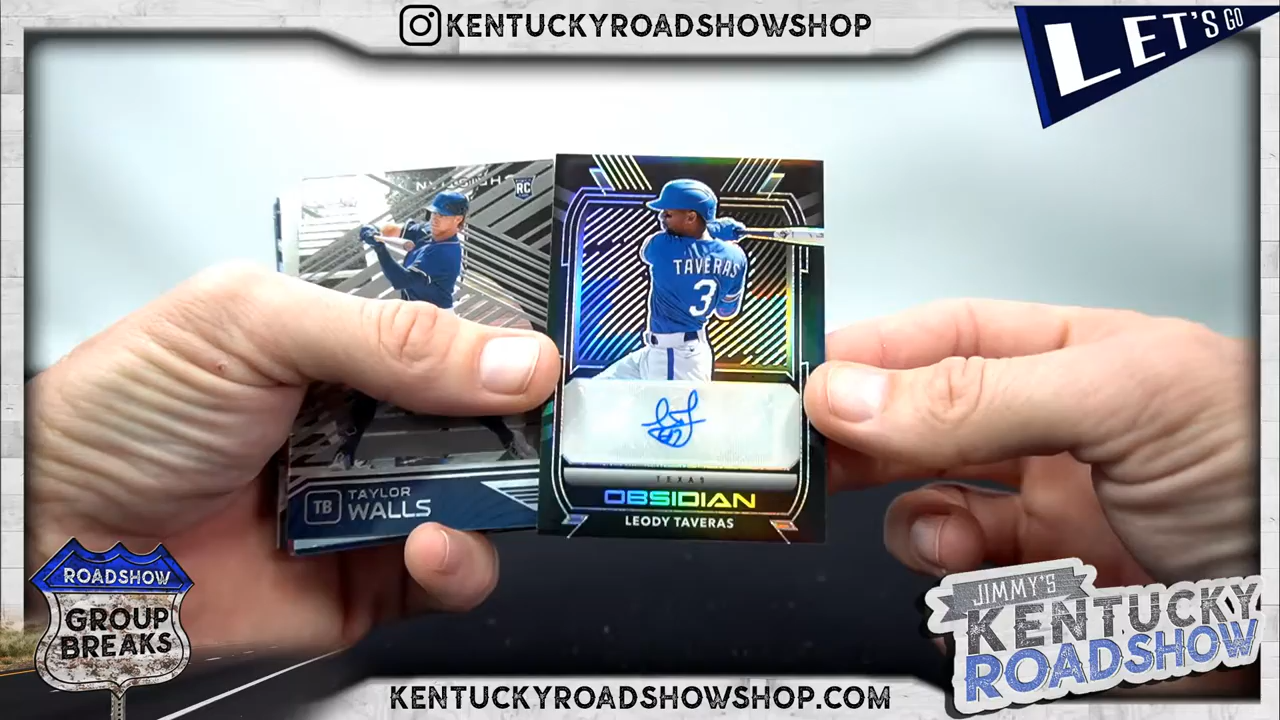 KENTUCKYROADSHOWSHOP
LET'S GO
RC
TAVERAS
3
TEXAS
OBSIDIAN
LEODY TAVERAS
TB
TAYLOR
WALLS
ROADSHOW
GROUP
BREAKS
JIMMY'S
KENTUCKY
ROADSHOW
KENTUCKYROADSHOWSHOP.COM